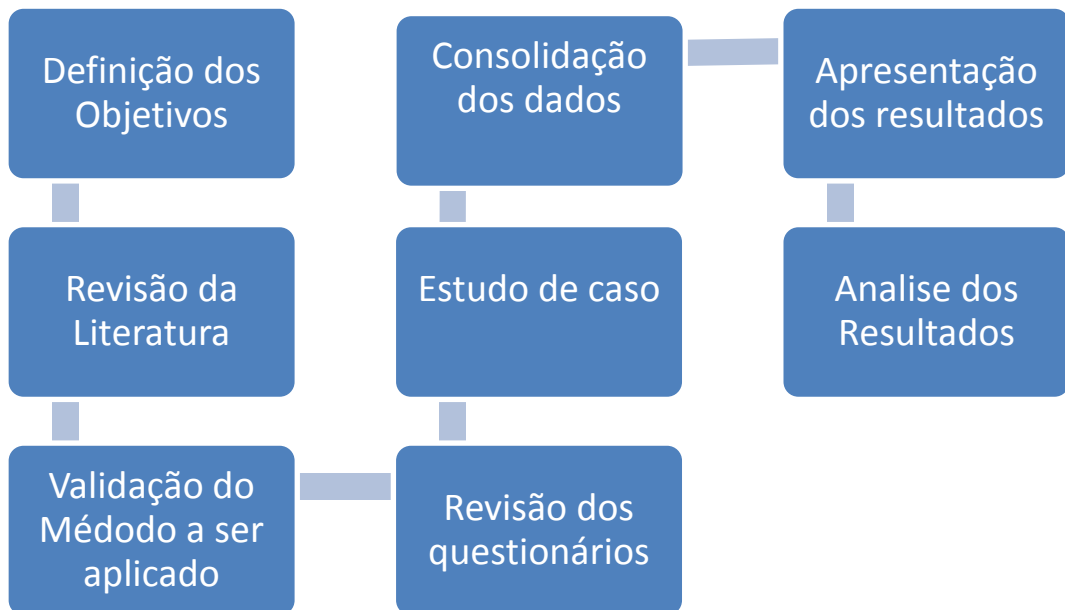 Definição dos
Objetivos
Revisão da
Literatura
Validação do
Médodo a ser
aplicado
Revisão dos
questionários
Estudo de caso
Consolidação
dos dados
Apresentação
dos resultados
Analise dos
Resultados